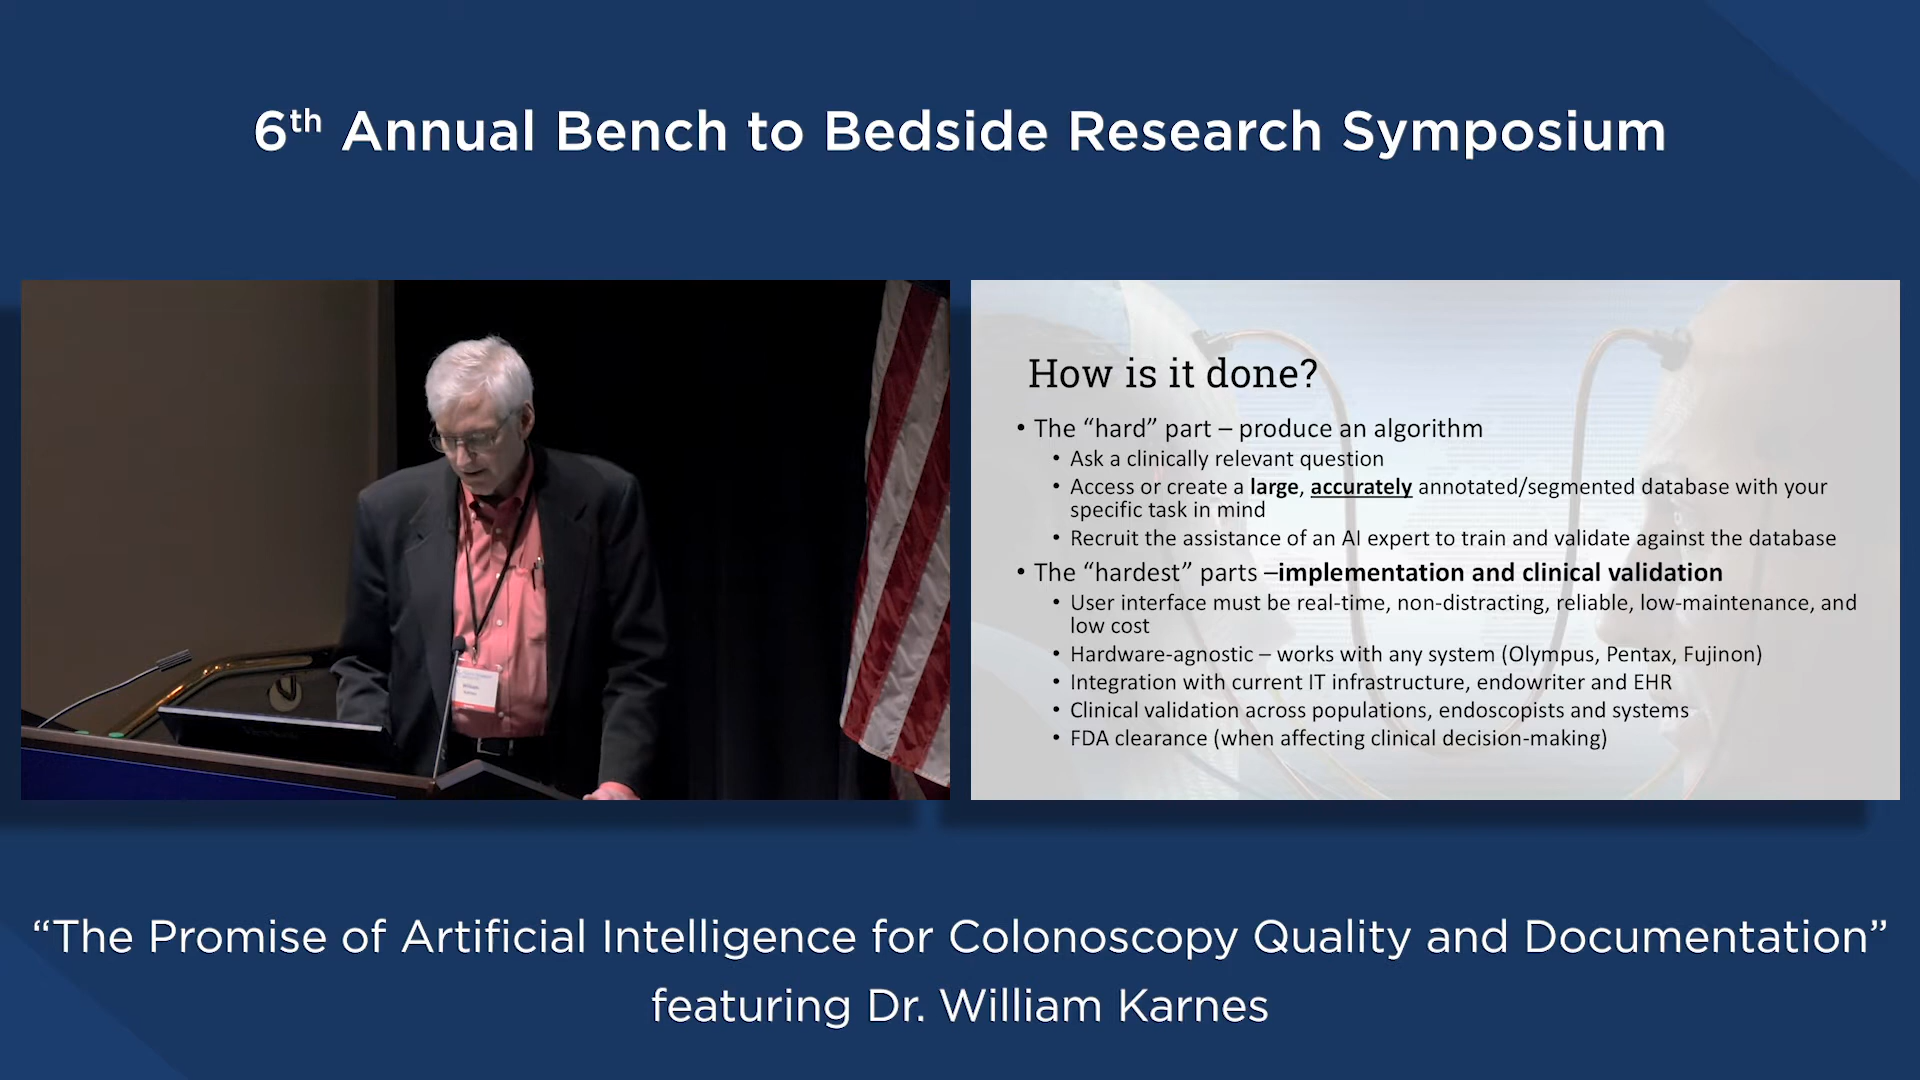 6th Annual Bench to Bedside Research Symposium
How is it done?
• The “hard” part – produce an algorithm
• Ask a clinically relevant question
• Access or create a large, accurately annotated/segmented database with your
specific task in mind
• Recruit the assistance of an AI expert to train and validate against the database
• The “hardest” parts –implementation and clinical validation
• User interface must be real-time, non-distracting, reliable, low-maintenance, and
low cost
• Hardware-agnostic – works with any system (Olympus, Pentax, Fujinon)
• Integration with current IT infrastructure, endowriter and EHR
• Clinical validation across populations, endoscopists and systems
• FDA clearance (when affecting clinical decision-making)
William
“The Promise of Artificial Intelligence for Colonoscopy Quality and Documentation”
featuring Dr. William Karnes